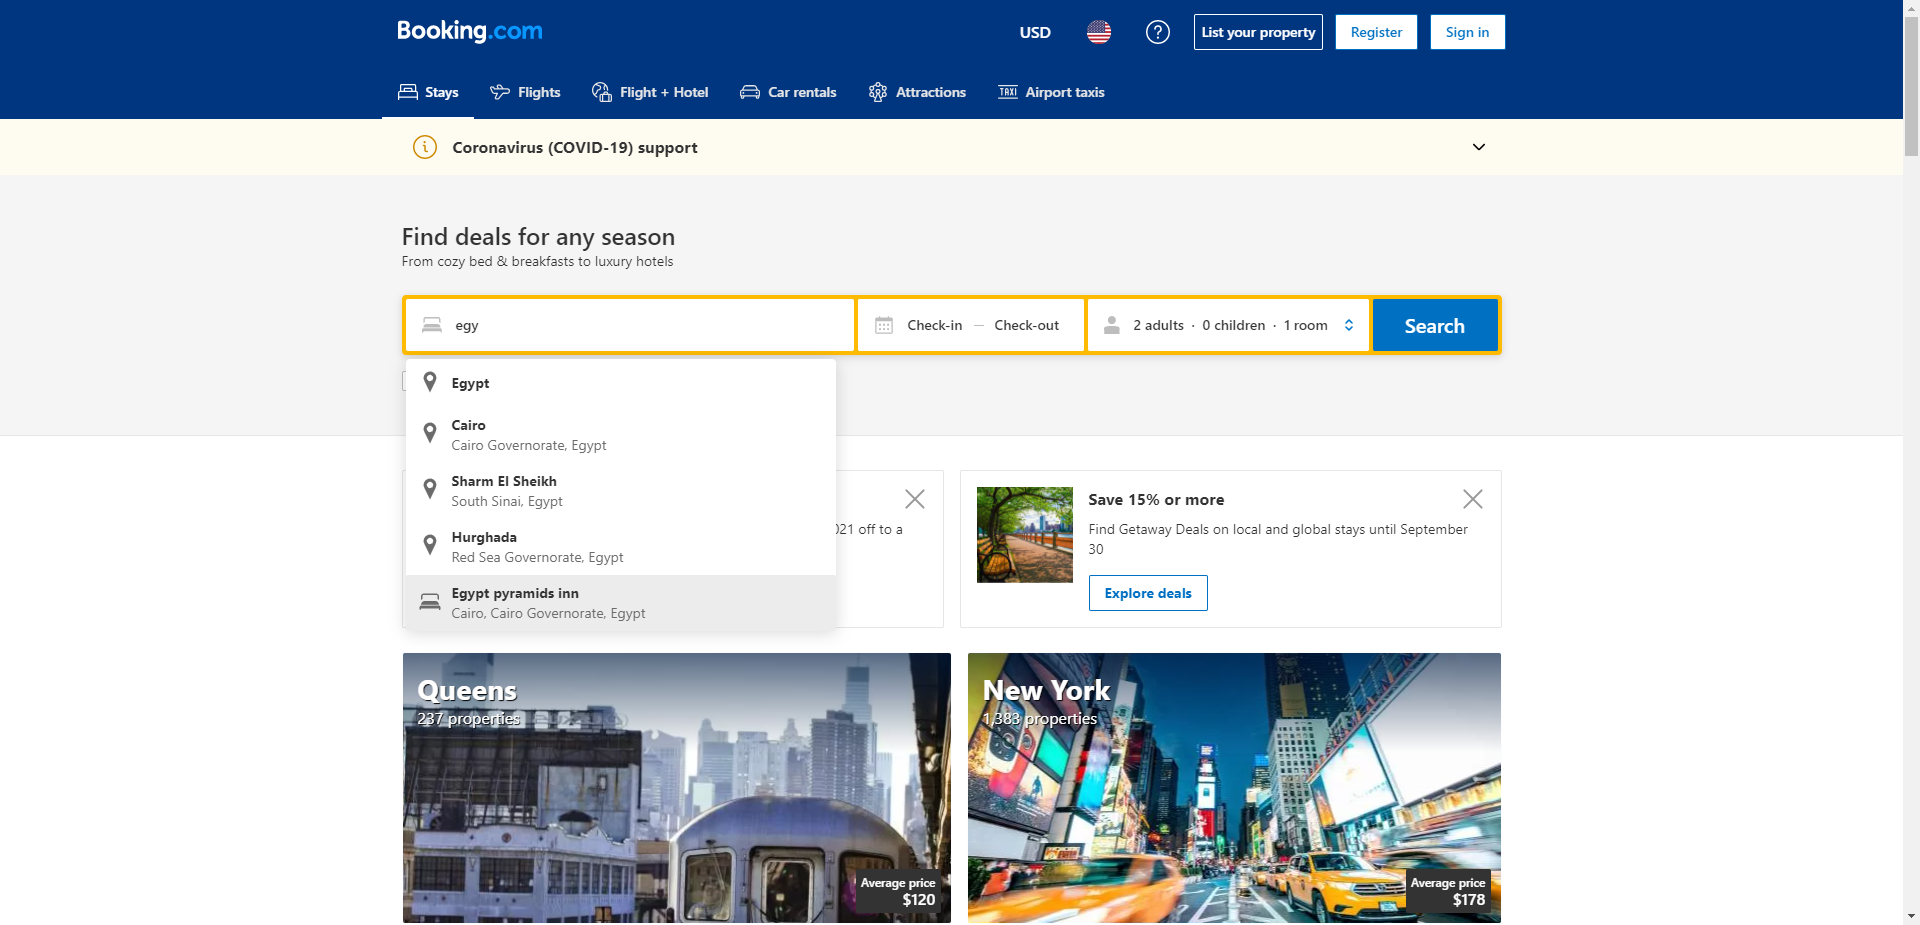 Booking.com
USD
List your property
Register
Sign in
Stays
Flights
Flight + Hotel
Car rentals
TAXI
Airport taxis
Attractions
Coronavirus (COVID-19) support
Find deals for any season
From cozy bed & breakfasts to luxury hotels
egy
Check-in — Check-out
2 adults · 0 children · 1 room
Search
Egypt
Cairo
Cairo Governorate, Egypt
Sharm El Sheikh
South Sinai, Egypt
Hurghada
Red Sea Governorate, Egypt
Egypt pyramids inn
Cairo, Cairo Governorate, Egypt
021 off to a
Save 15% or more
Find Getaway Deals on local and global stays until September
30
Explore deals
Queens
237 properties
Average price
$120
New York
1,383 properties
Average price
$178